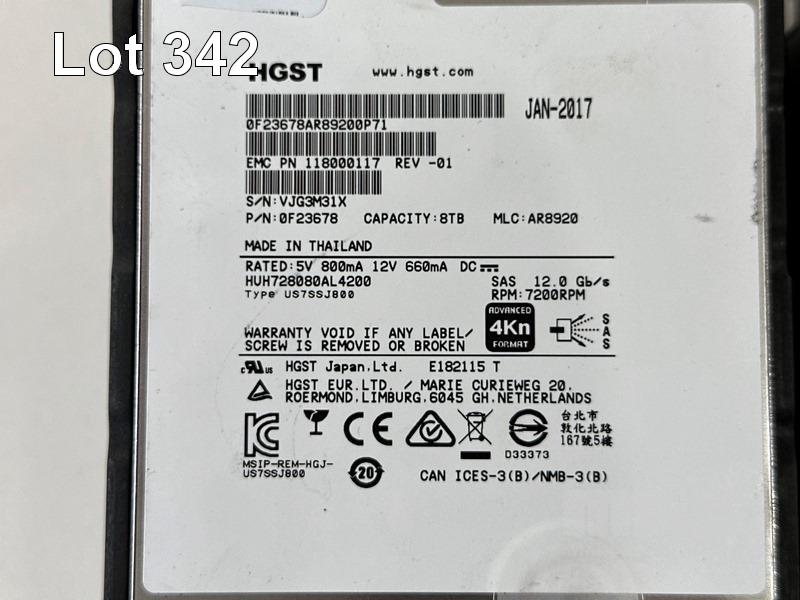 Lot 342
HGST www.hgst.com
JAN-2017
0F23678AR89200P71
EMC PN 118000117 REV -01
S/N:VJG3M31X
P/N:0F23678 CAPACITY:8TB MLC:AR8920
MADE IN THAILAND
RATED:5V 800mA 12V 660mA DC
HUH728080AL4200 SAS 12.0 Gb/s
Type US7SSJ800 RPM:7200RPM
ADVANCED
4Kn
FORMAT
SAS
WARRANTY VOID IF ANY LABEL/
SCREW IS REMOVED OR BROKEN
c RU us HGST Japan,Ltd. E182115 T
HGST EUR.LTD. / MARIE CURIEWEG 20,
ROERMOND,LIMBURG,6045 GH,NETHERLANDS
台北市
敦化北路
167號5樓
D33373
MSIP-REM-HGJ-
US7SSJ800
20
CAN ICES-3(B)/NMB-3(B)